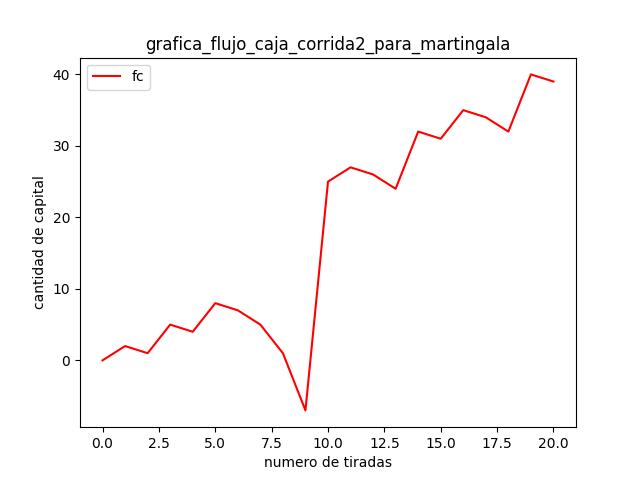 grafica_flujo_caja_corrida2_para_martingala
fc
40
30
20
10
0
cantidad de capital
0.0 2.5 5.0 7.5 10.0 12.5 15.0 17.5 20.0
numero de tiradas